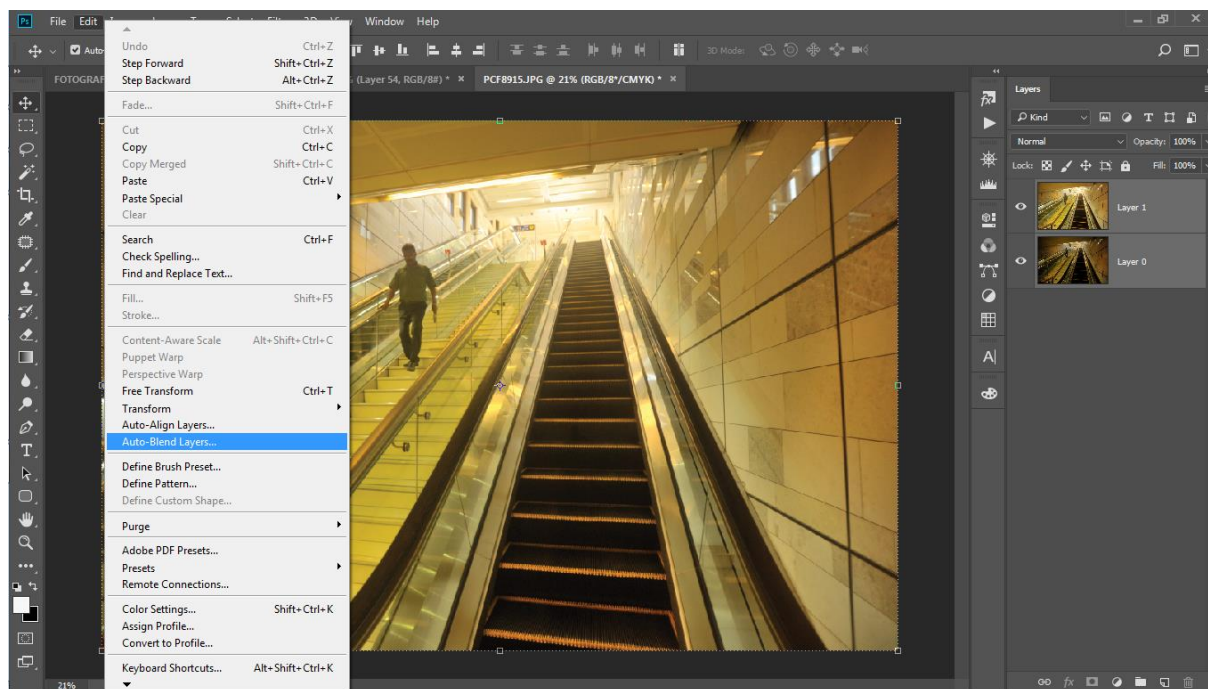 Ps File Edit Window Help
Auto 3D Mode:
FOTOGRAF (Layer 54, RGB/8#) * × PCF8915.JPG @ 21% (RGB/8*/CMYK) * ×
Undo Ctrl+Z
Step Forward Shift+Ctrl+Z
Step Backward Alt+Ctrl+Z
Fade... Shift+Ctrl+F
Cut Ctrl+X
Copy Ctrl+C
Copy Merged Shift+Ctrl+C
Paste Ctrl+V
Paste Special
Clear
Search Ctrl+F
Check Spelling...
Find and Replace Text...
Fill... Shift+F5
Stroke...
Content-Aware Scale Alt+Shift+Ctrl+C
Puppet Warp
Perspective Warp
Free Transform Ctrl+T
Transform
Auto-Align Layers...
Auto-Blend Layers...
Define Brush Preset...
Define Pattern...
Define Custom Shape...
Purge
Adobe PDF Presets...
Presets
Remote Connections...
Color Settings... Shift+Ctrl+K
Assign Profile...
Convert to Profile...
Keyboard Shortcuts... Alt+Shift+Ctrl+K
21%
Layers
Kind
Normal Opacity: 100%
Lock: Fill: 100%
Layer 1
Layer 0